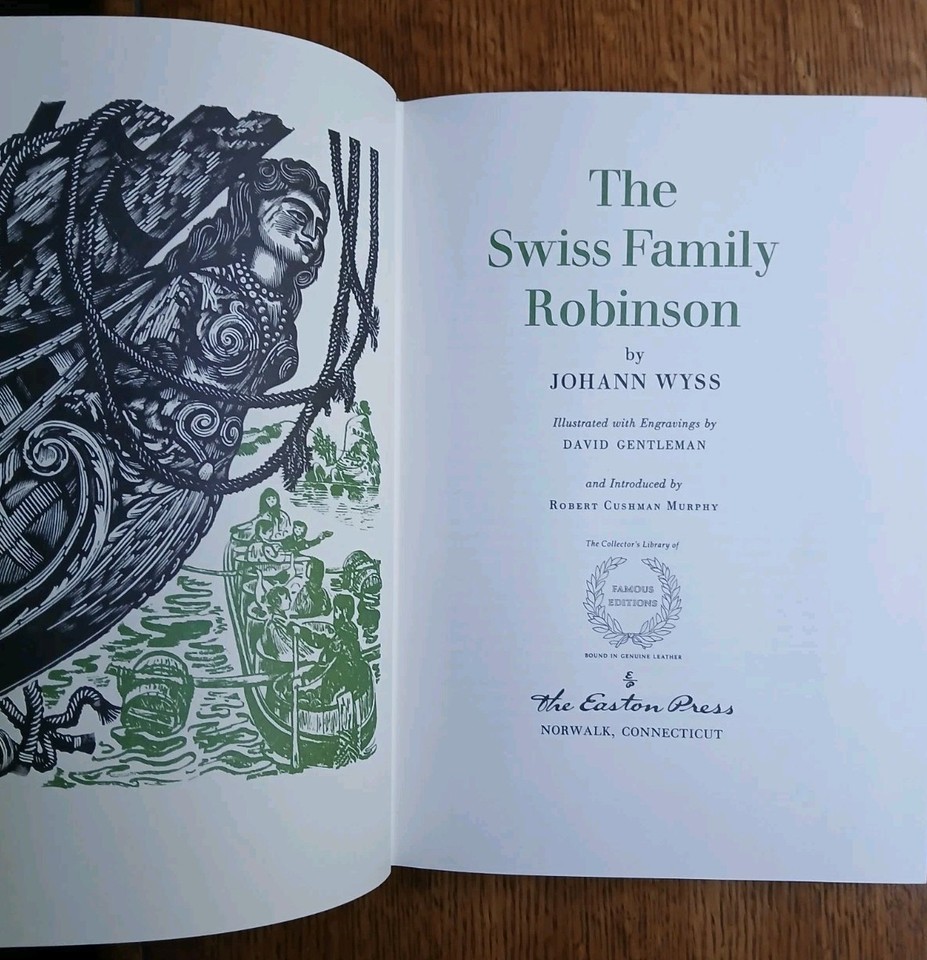 The
Swiss Family
Robinson
by
JOHANN WYSS
Illustrated with Engravings by
DAVID GENTLEMAN
and Introduced by
ROBERT CUSHMAN MURPHY
The Collector's Library of
FAMOUS
EDITIONS
BOUND IN GENUINE LEATHER
E
P
The Easton Press
NORWALK, CONNECTICUT